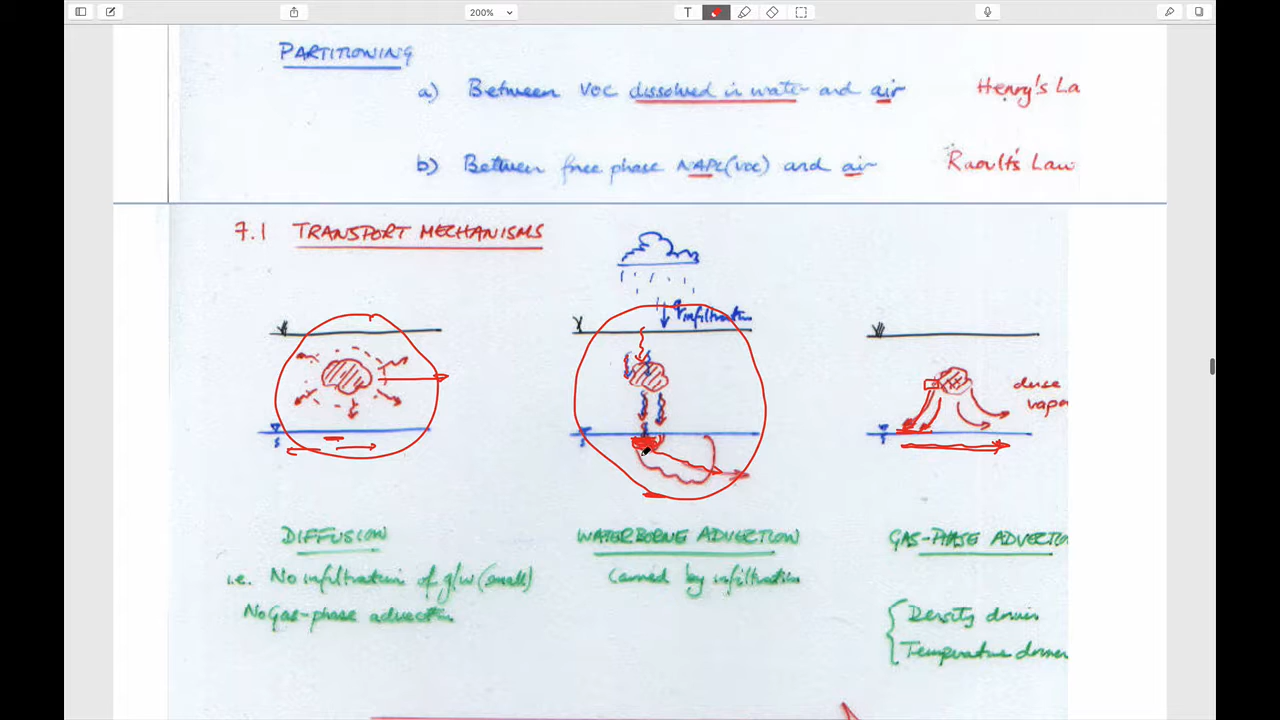 200%
T
PARTITIONING
a) Between VOC dissolved in water and air Henry's La
b) Between free phase NAPL (VOC) and air Raoult's Law
7.1 TRANSPORT MECHANISMS
q infiltration
dense
vapo
DIFFUSION WATERBORNE ADVECTION GAS-PHASE ADVECTIO
i.e. No infiltration of g/w (small) Carried by infiltration
No Gas-phase advection
Density driven
Temperature driven